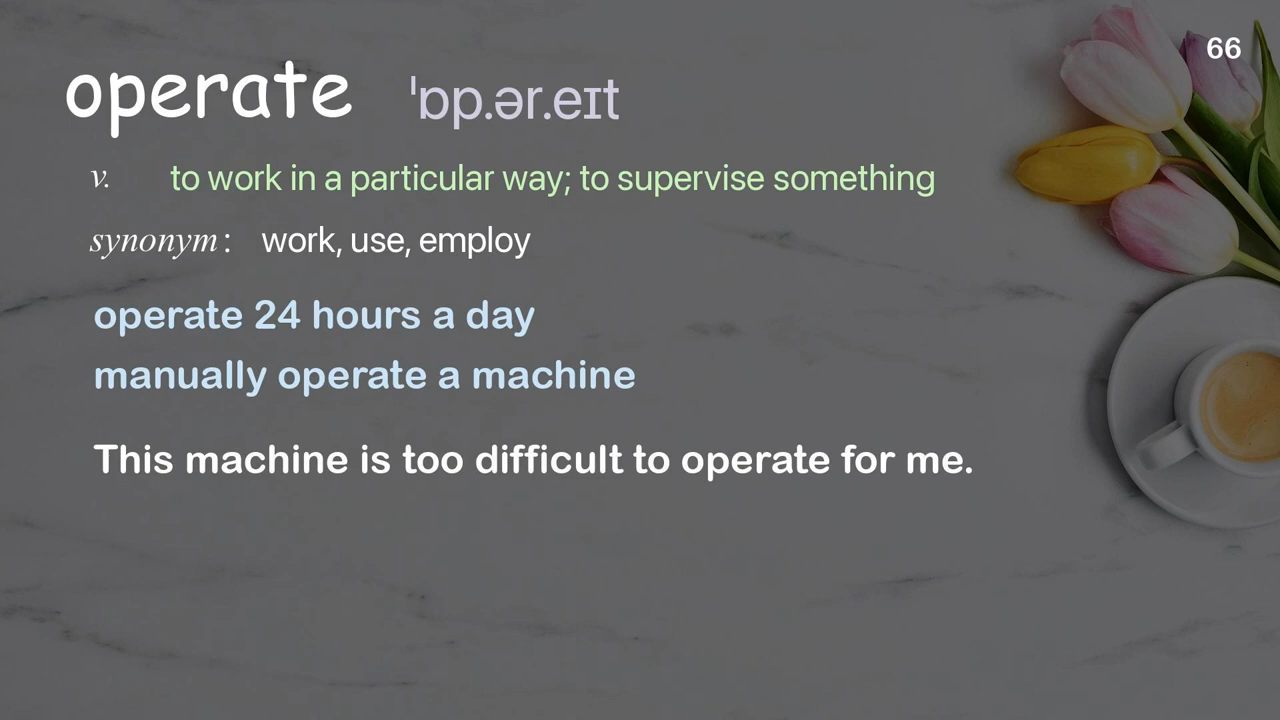 66
operate ˈɒp.ər.eɪt
v. to work in a particular way; to supervise something
synonym: work, use, employ
operate 24 hours a day
manually operate a machine
This machine is too difficult to operate for me.